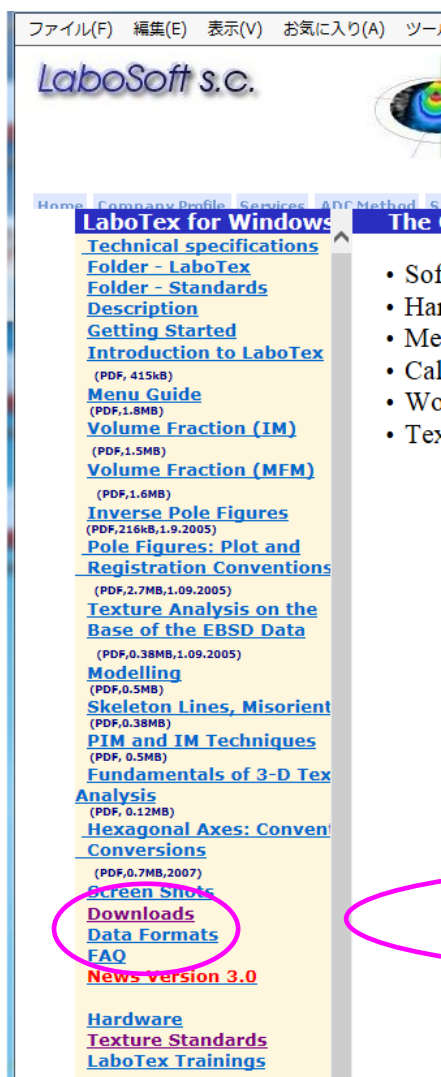 ファイル(F) 編集(E) 表示(V) お気に入り(A) ツー
LaboSoft s.c.
Home Company Profile Services ADC Method S
LaboTex for Windows
The
Technical specifications
Folder - LaboTex
Folder - Standards
Description
Getting Started
Introduction to LaboTex
(PDF, 415kB)
Menu Guide
(PDF,1.8MB)
Volume Fraction (IM)
(PDF,1.5MB)
Volume Fraction (MFM)
(PDF,1.6MB)
Inverse Pole Figures
(PDF,216kB,1.9.2005)
Pole Figures: Plot and
Registration Conventions
(PDF,2.7MB,1.09.2005)
Texture Analysis on the
Base of the EBSD Data
(PDF,0.38MB,1.09.2005)
Modelling
(PDF,0.5MB)
Skeleton Lines, Misorient
(PDF,0.38MB)
PIM and IM Techniques
(PDF, 0.5MB)
Fundamentals of 3-D Tex
Analysis
(PDF, 0.12MB)
Hexagonal Axes: Convent
Conversions
(PDF,0.7MB,2007)
Screen Shots
Downloads
Data Formats
FAQ
News Version 3.0
Hardware
Texture Standards
LaboTex Trainings
• Sof
• Har
• Me
• Cal
• Wo
• Tex